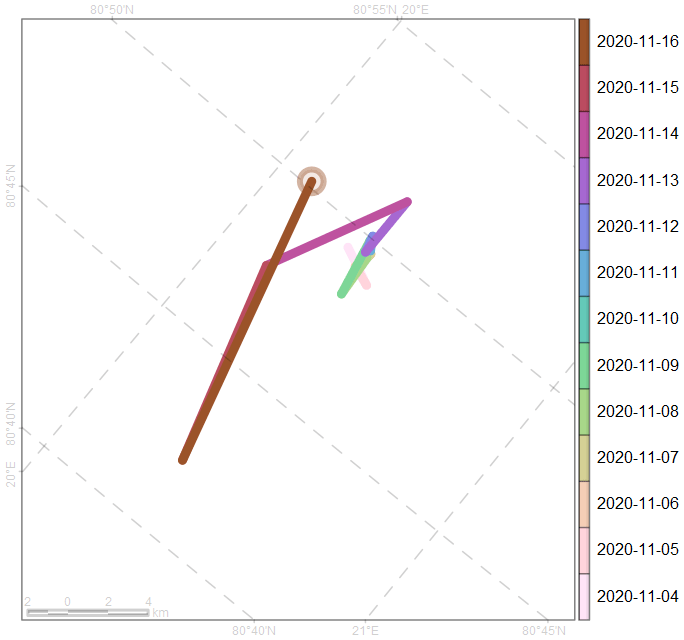 80°50'N 80°55'N 20°E
80°45'N
80°40'N
20°E
2 0 2 4 km
80°40'N 21°E 80°45'N
2020-11-16
2020-11-15
2020-11-14
2020-11-13
2020-11-12
2020-11-11
2020-11-10
2020-11-09
2020-11-08
2020-11-07
2020-11-06
2020-11-05
2020-11-04